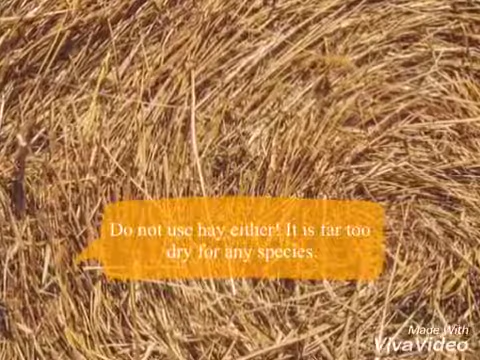 Do not use hay either! It is far too
dry for any species.
Made With
VivaVideo